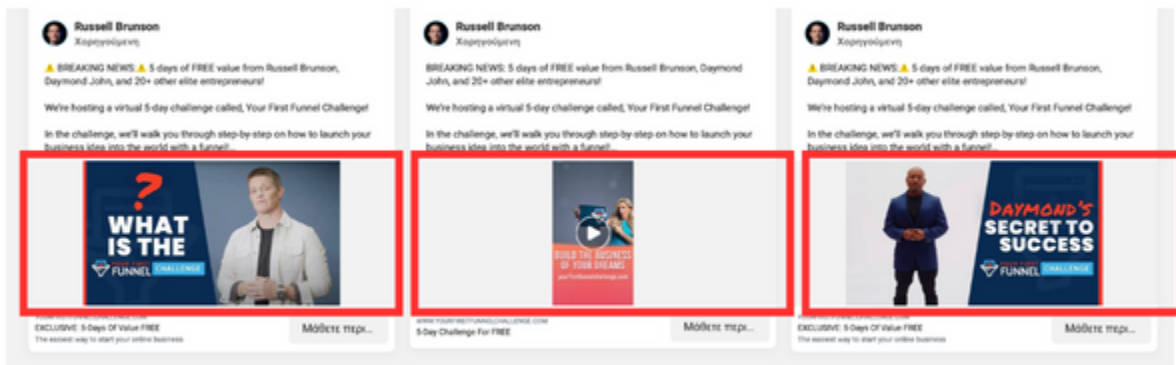 Russell Brunson
Χορηγούμενη
⚠ BREAKING NEWS:⚠ 5 days of FREE value from Russell Brunson,
Daymond John, and 20+ other elite entrepreneurs!
We're hosting a virtual 5-day challenge called, Your First Funnel Challenge!
In the challenge, we'll walk you through step-by-step on how to launch your
business idea into the world with a funnel!...
? WHAT
IS THE
YOUR FIRST
FUNNEL CHALLENGE
EXCLUSIVE: 5-Days Of Value FREE
The easiest way to start your online business
Μάθετε περι...
Russell Brunson
Χορηγούμενη
BREAKING NEWS: 5 days of FREE value from Russell Brunson, Daymond
John, and 20+ other elite entrepreneurs!
We're hosting a virtual 5-day challenge called, Your First Funnel Challenge!
In the challenge, we'll walk you through step-by-step on how to launch your
business idea into the world with a funnel!...
BUILD THE BUSINESS
OF YOUR DREAMS
yourfirstfunnelchallenge.com
WWW.YOURFIRSTFUNNELCHALLENGE.COM
5-Day Challenge For FREE
Μάθετε περι...
Russell Brunson
Χορηγούμενη
⚠ BREAKING NEWS:⚠ 5 days of FREE value from Russell Brunson,
Daymond John, and 20+ other elite entrepreneurs!
We're hosting a virtual 5-day challenge called, Your First Funnel Challenge!
In the challenge, we'll walk you through step-by-step on how to launch your
business idea into the world with a funnel!...
DAYMOND'S
SECRET TO
SUCCESS
YOUR FIRST
FUNNEL CHALLENGE
EXCLUSIVE: 5-Days Of Value FREE
The easiest way to start your online business
Μάθετε περι...